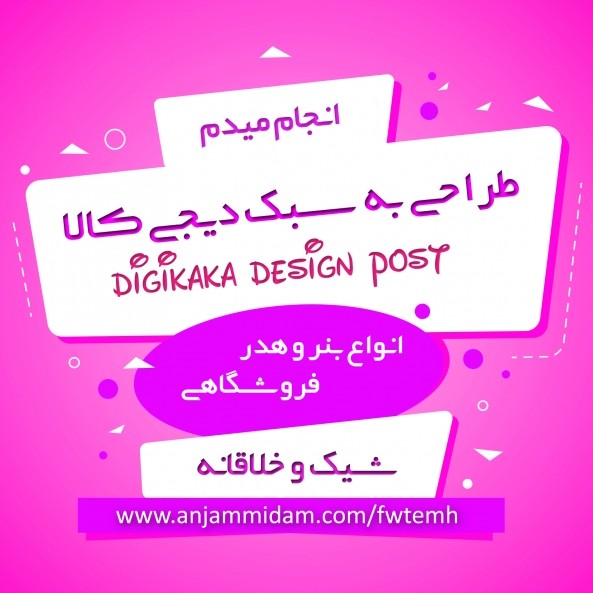 انجام میدم
طراحی به سبک دیجی کالا
DIGIKAKA DESIGN POST
انواع بنر و هدر
فروشگاهی
شیک و خلاقانه
www.anjammidam.com/fwtemh